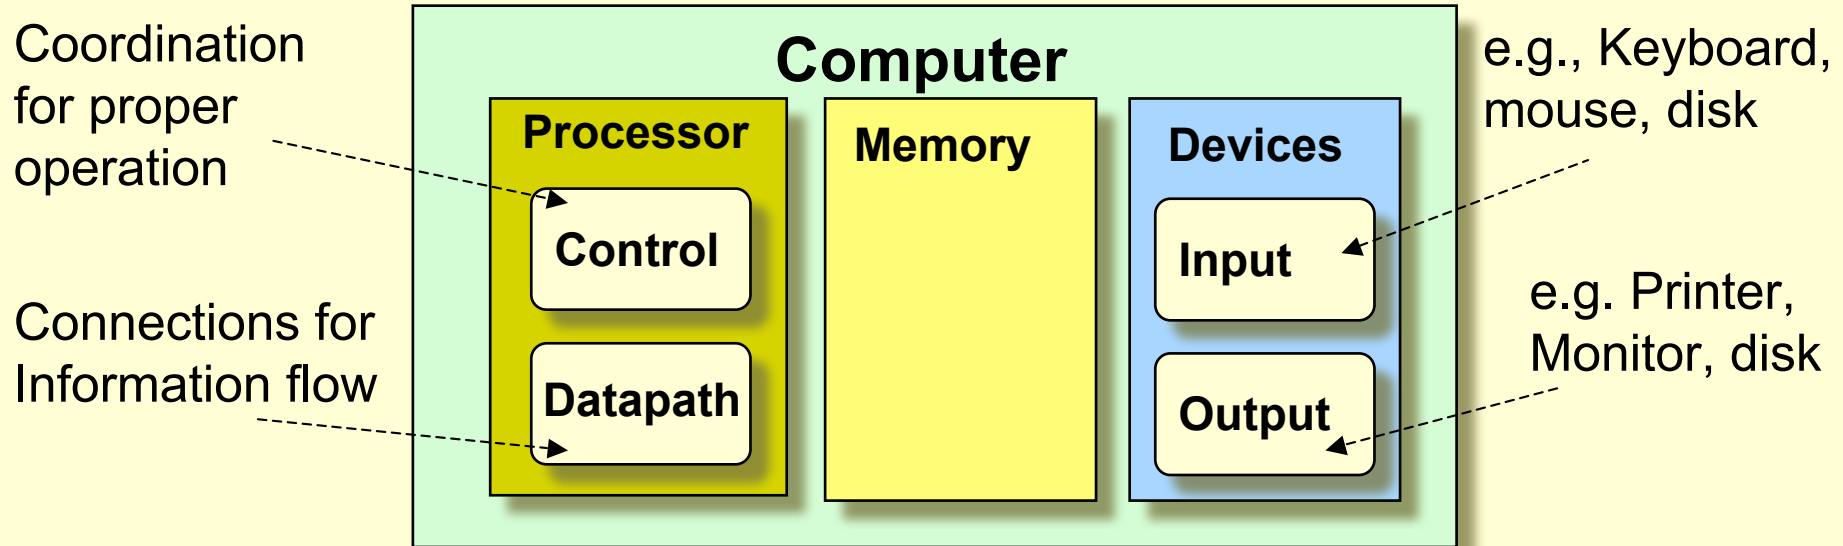 Coordination
for proper
operation
Connections for
Information flow
Computer
Processor
Control
Datapath
Memory
Devices
Input
Output
e.g., Keyboard,
mouse, disk
e.g. Printer,
Monitor, disk